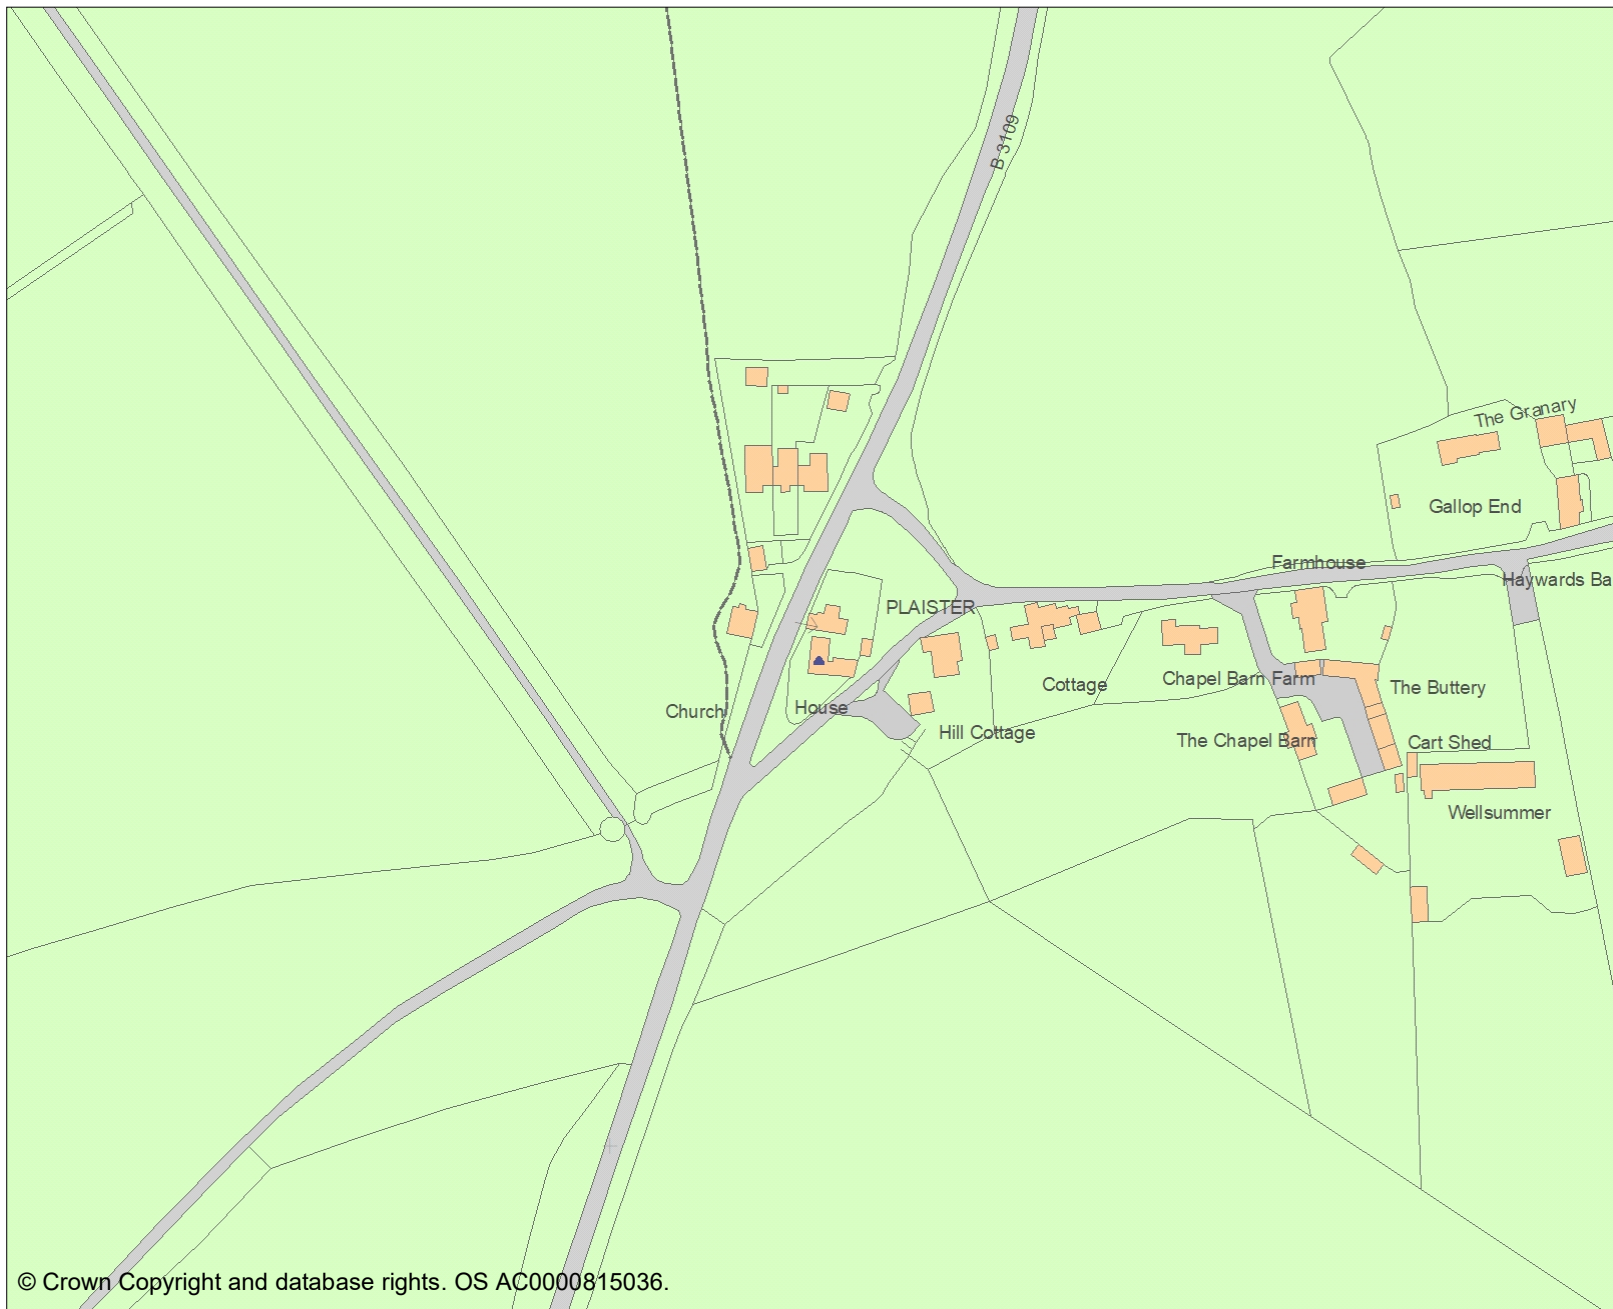 B 3109
The Granary
Gallop End
Farmhouse
Haywards Ba
PLAISTER
Cottage
Chapel Barn Farm
The Buttery
Church
House
Hill Cottage
The Chapel Barn
Cart Shed
Wellsummer
© Crown Copyright and database rights. OS AC0000815036.